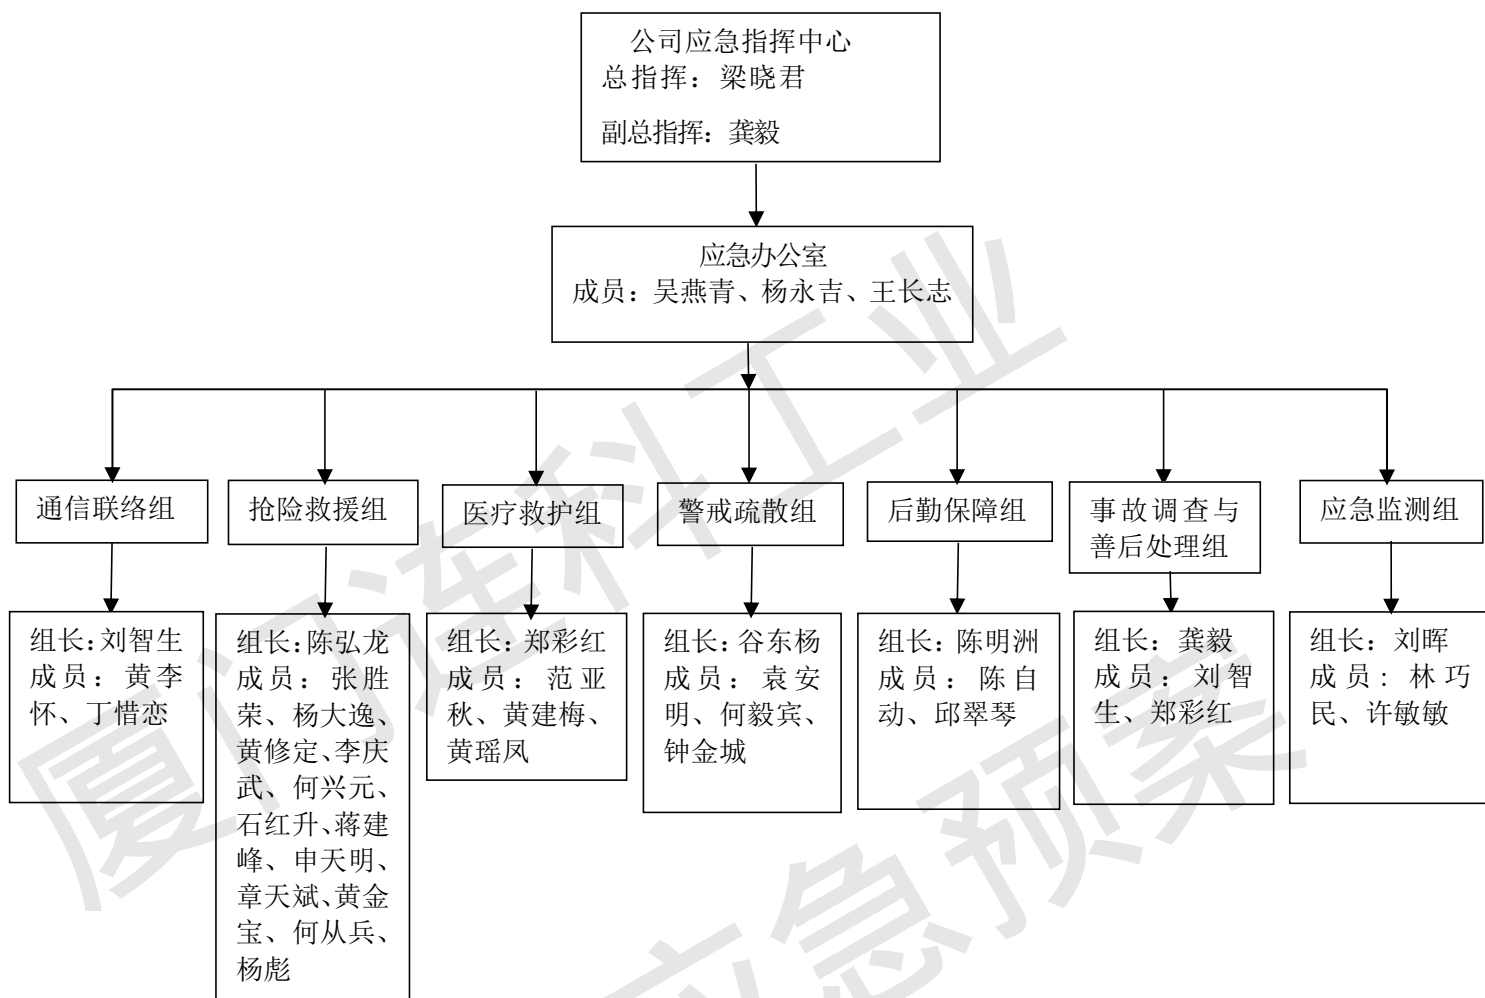 公司应急指挥中心
总指挥：梁晓君
副总指挥：龚毅
应急办公室
成员：吴燕青、杨永吉、王长志
通信联络组
抢险救援组
医疗救护组
警戒疏散组
后勤保障组
事故调查与
善后处理组
应急监测组
组长：刘智生
成员：黄李
怀、丁惜恋
组长：陈弘龙
成员：张胜
荣、杨大逸、
黄修定、李庆
武、何兴元、
石红升、蒋建
峰、申天明、
章天斌、黄金
宝、何从兵、
杨彪
组长：郑彩红
成员：范亚
秋、黄建梅、
黄瑶凤
组长：谷东杨
成员：袁安
明、何毅宾、
钟金城
组长：陈明洲
成员：陈自
动、邱翠琴
组长：龚毅
成员：刘智
生、郑彩红
组长：刘晖
成员：林巧
民、许敏敏
厦门连科工业
应急预案